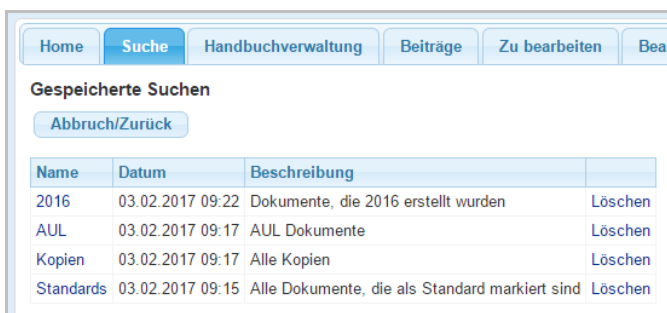 Home Suche Handbuchverwaltung Beiträge Zu bearbeiten Bea
Gespeicherte Suchen
Abbruch/Zurück
Name Datum Beschreibung
2016 03.02.2017 09:22 Dokumente, die 2016 erstellt wurden Löschen
AUL 03.02.2017 09:17 AUL Dokumente Löschen
Kopien 03.02.2017 09:17 Alle Kopien Löschen
Standards 03.02.2017 09:15 Alle Dokumente, die als Standard markiert sind Löschen